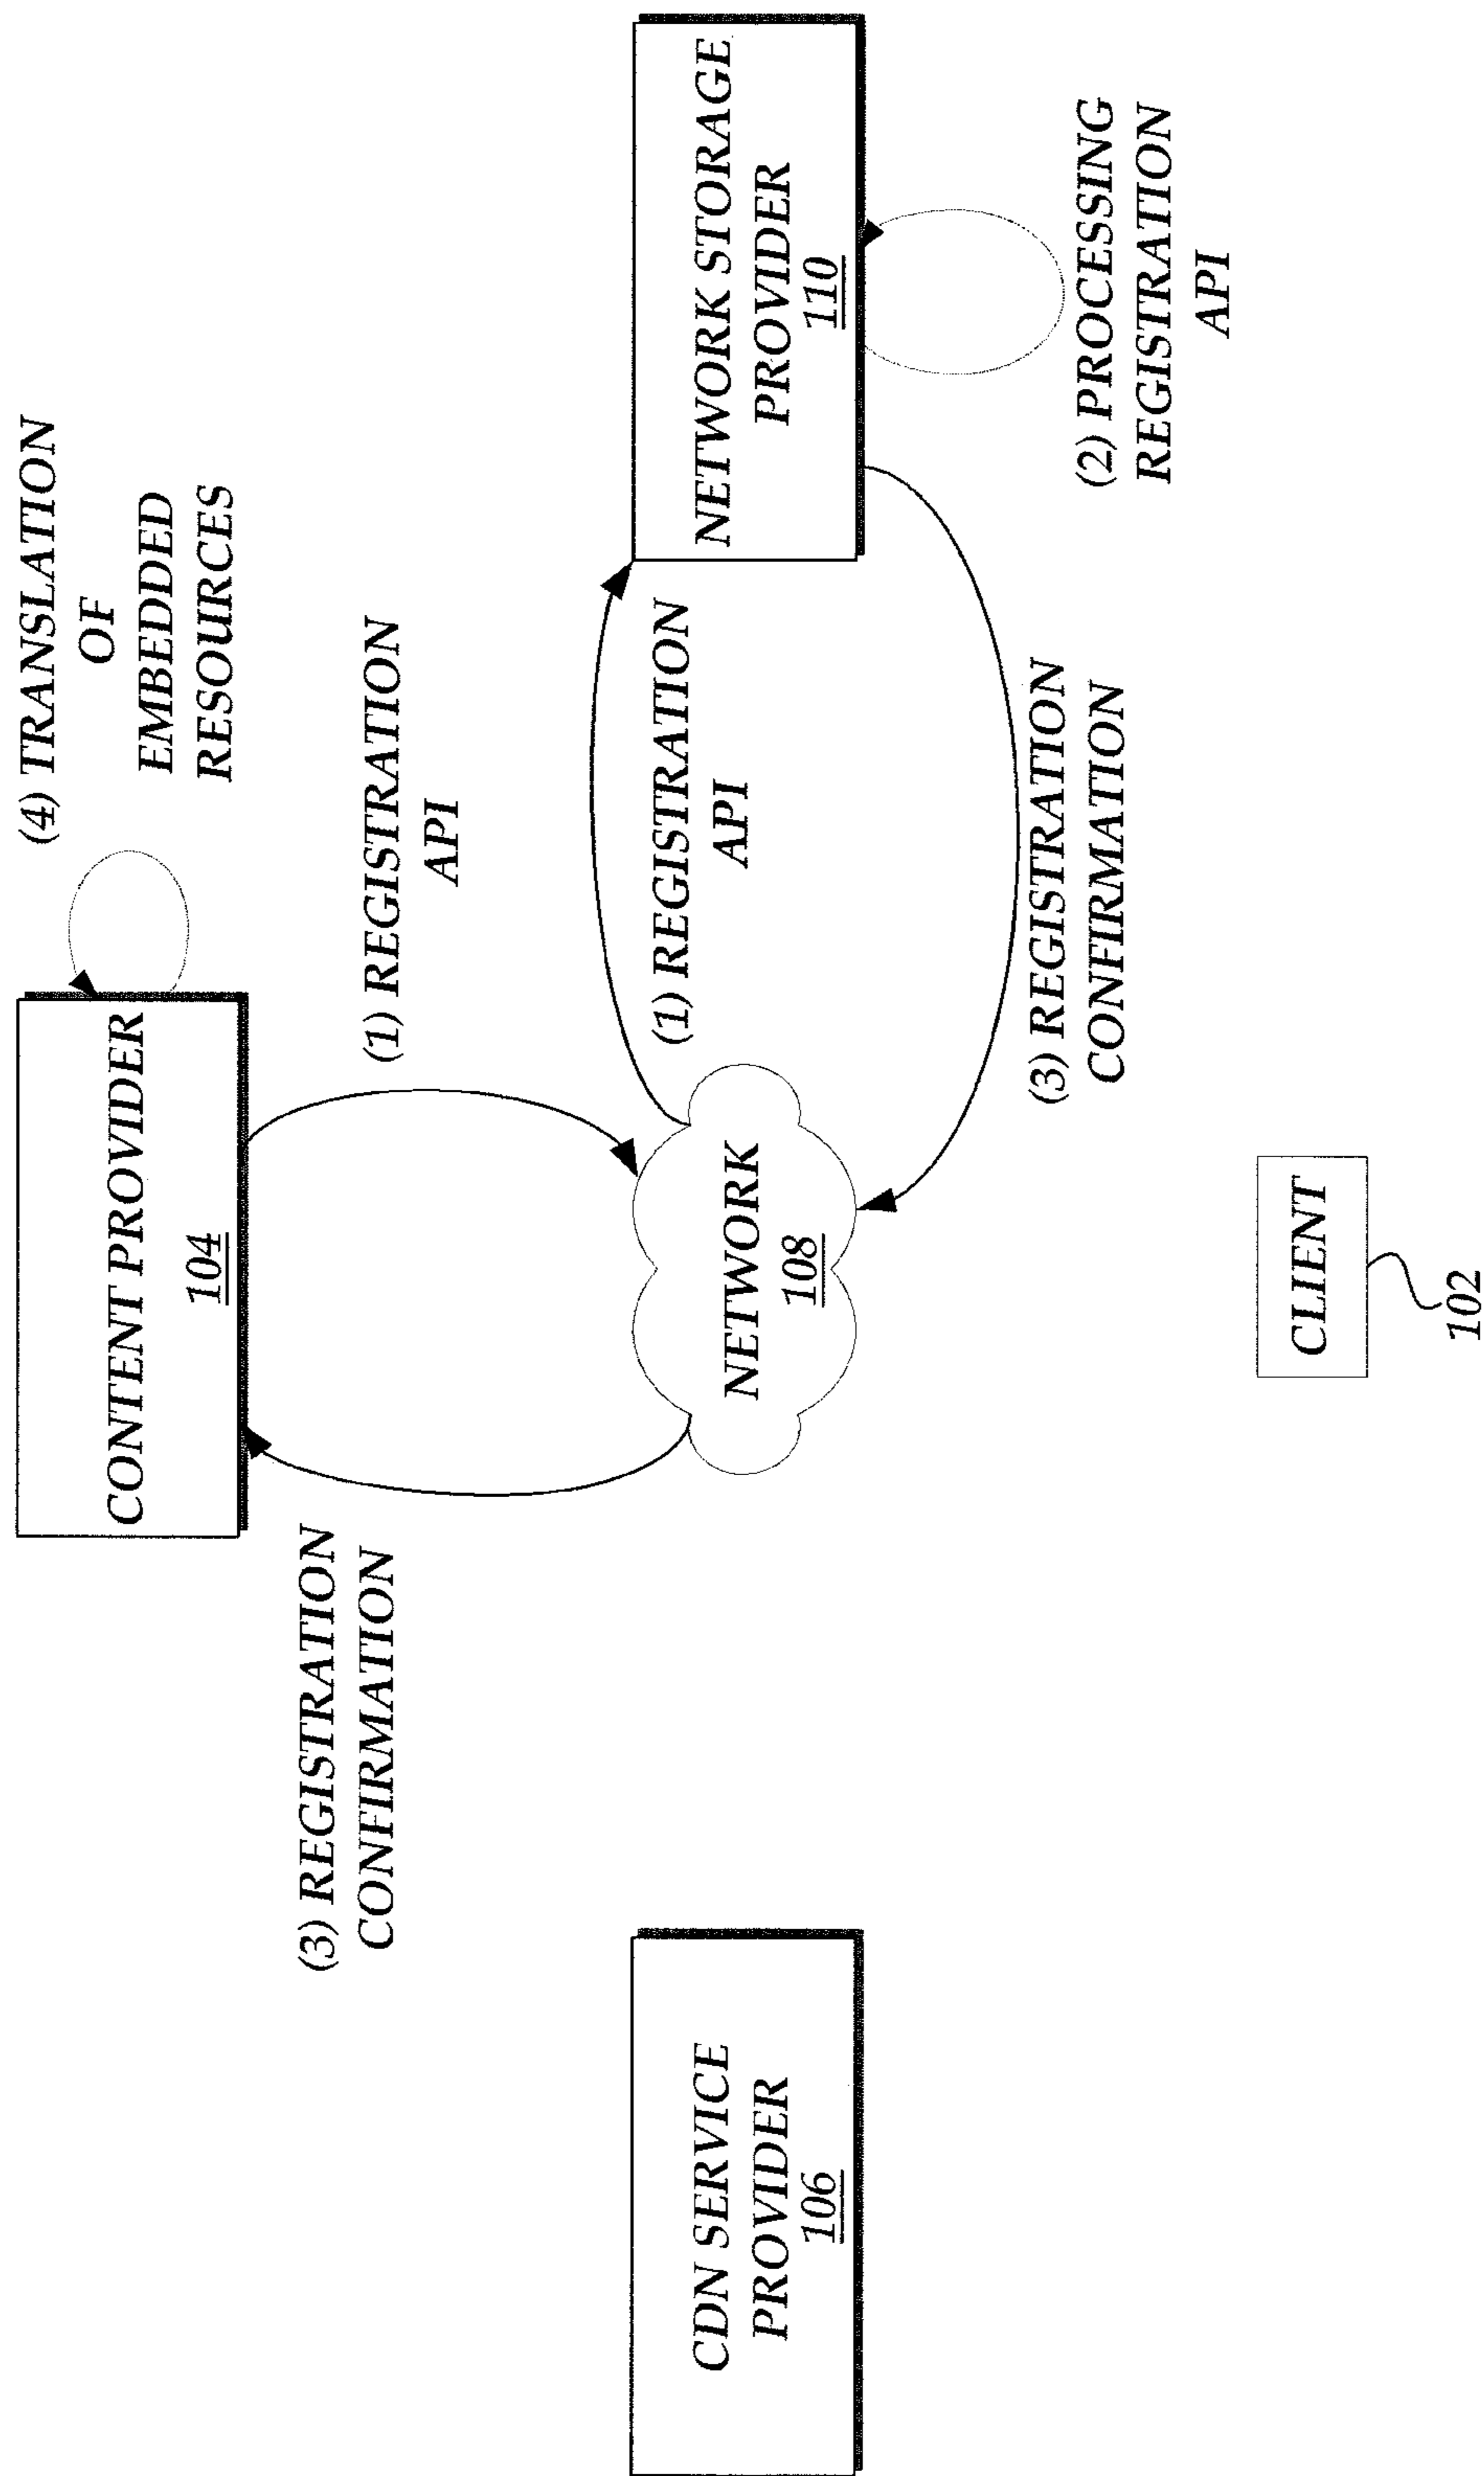 CONTENT PROVIDER
104
(4) TRANSLATION
OF
EMBEDDED
RESOURCES
(3) REGISTRATION
CONFIRMATION
(1) REGISTRATION
API
CDN SERVICE
PROVIDER
106
NETWORK
108
(1) REGISTRATION
API
NETWORK STORAGE
PROVIDER
110
(3) REGISTRATION
CONFIRMATION
(2) PROCESSING
REGISTRATION
API
CLIENT
102